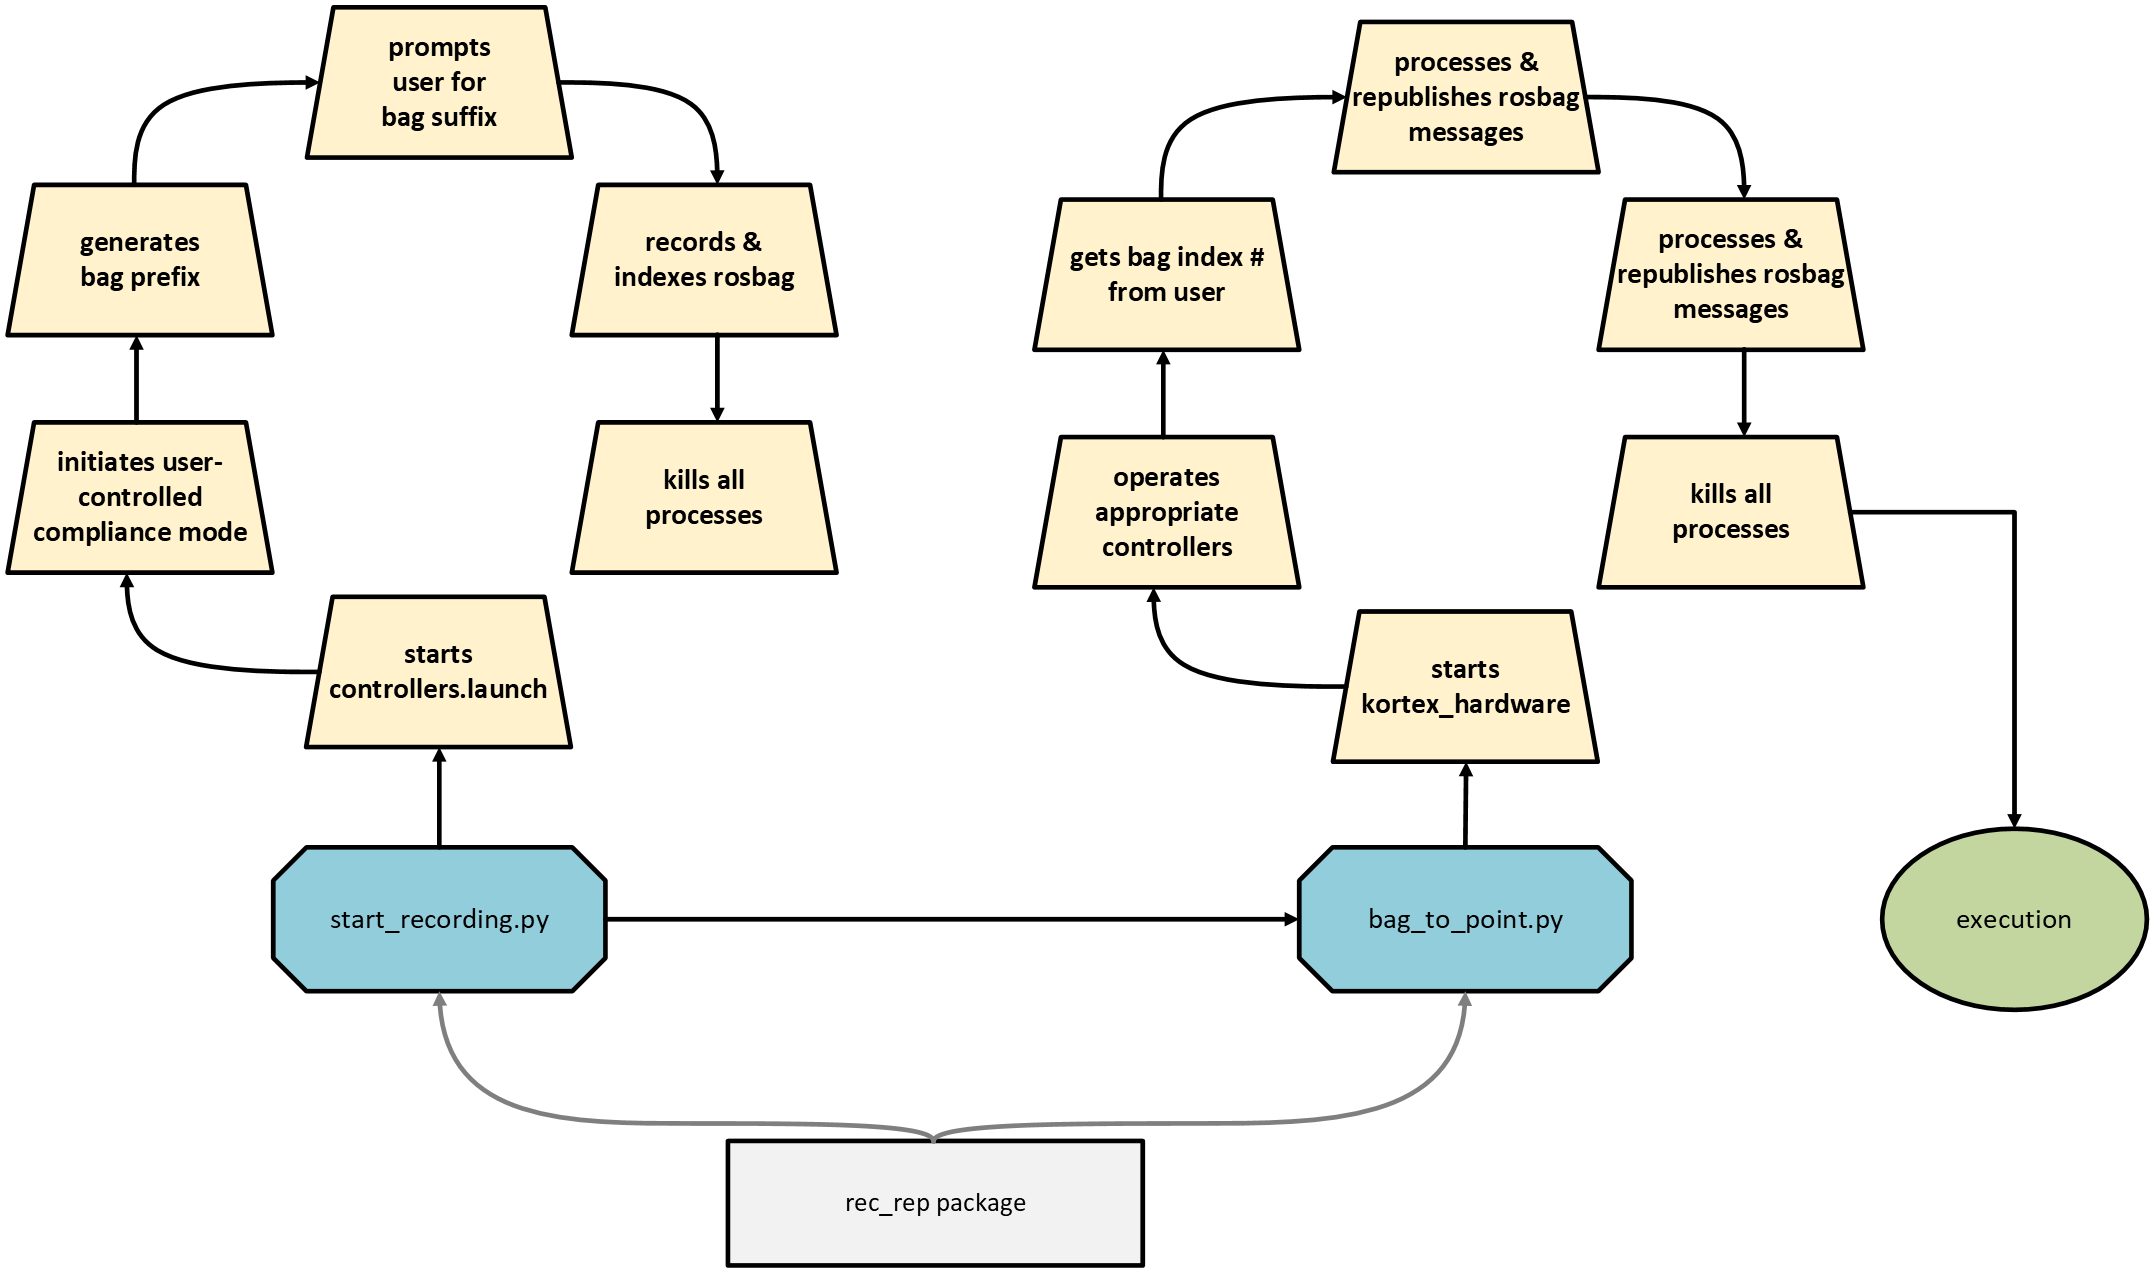 prompts
user for
bag suffix
generates
bag prefix
records &
indexes rosbag
initiates user-
controlled
compliance mode
kills all
processes
starts
controllers.launch
start_recording.py
processes &
republishes rosbag
messages
gets bag index #
from user
processes &
republishes rosbag
messages
operates
appropriate
controllers
kills all
processes
starts
kortex_hardware
bag_to_point.py
execution
rec_rep package